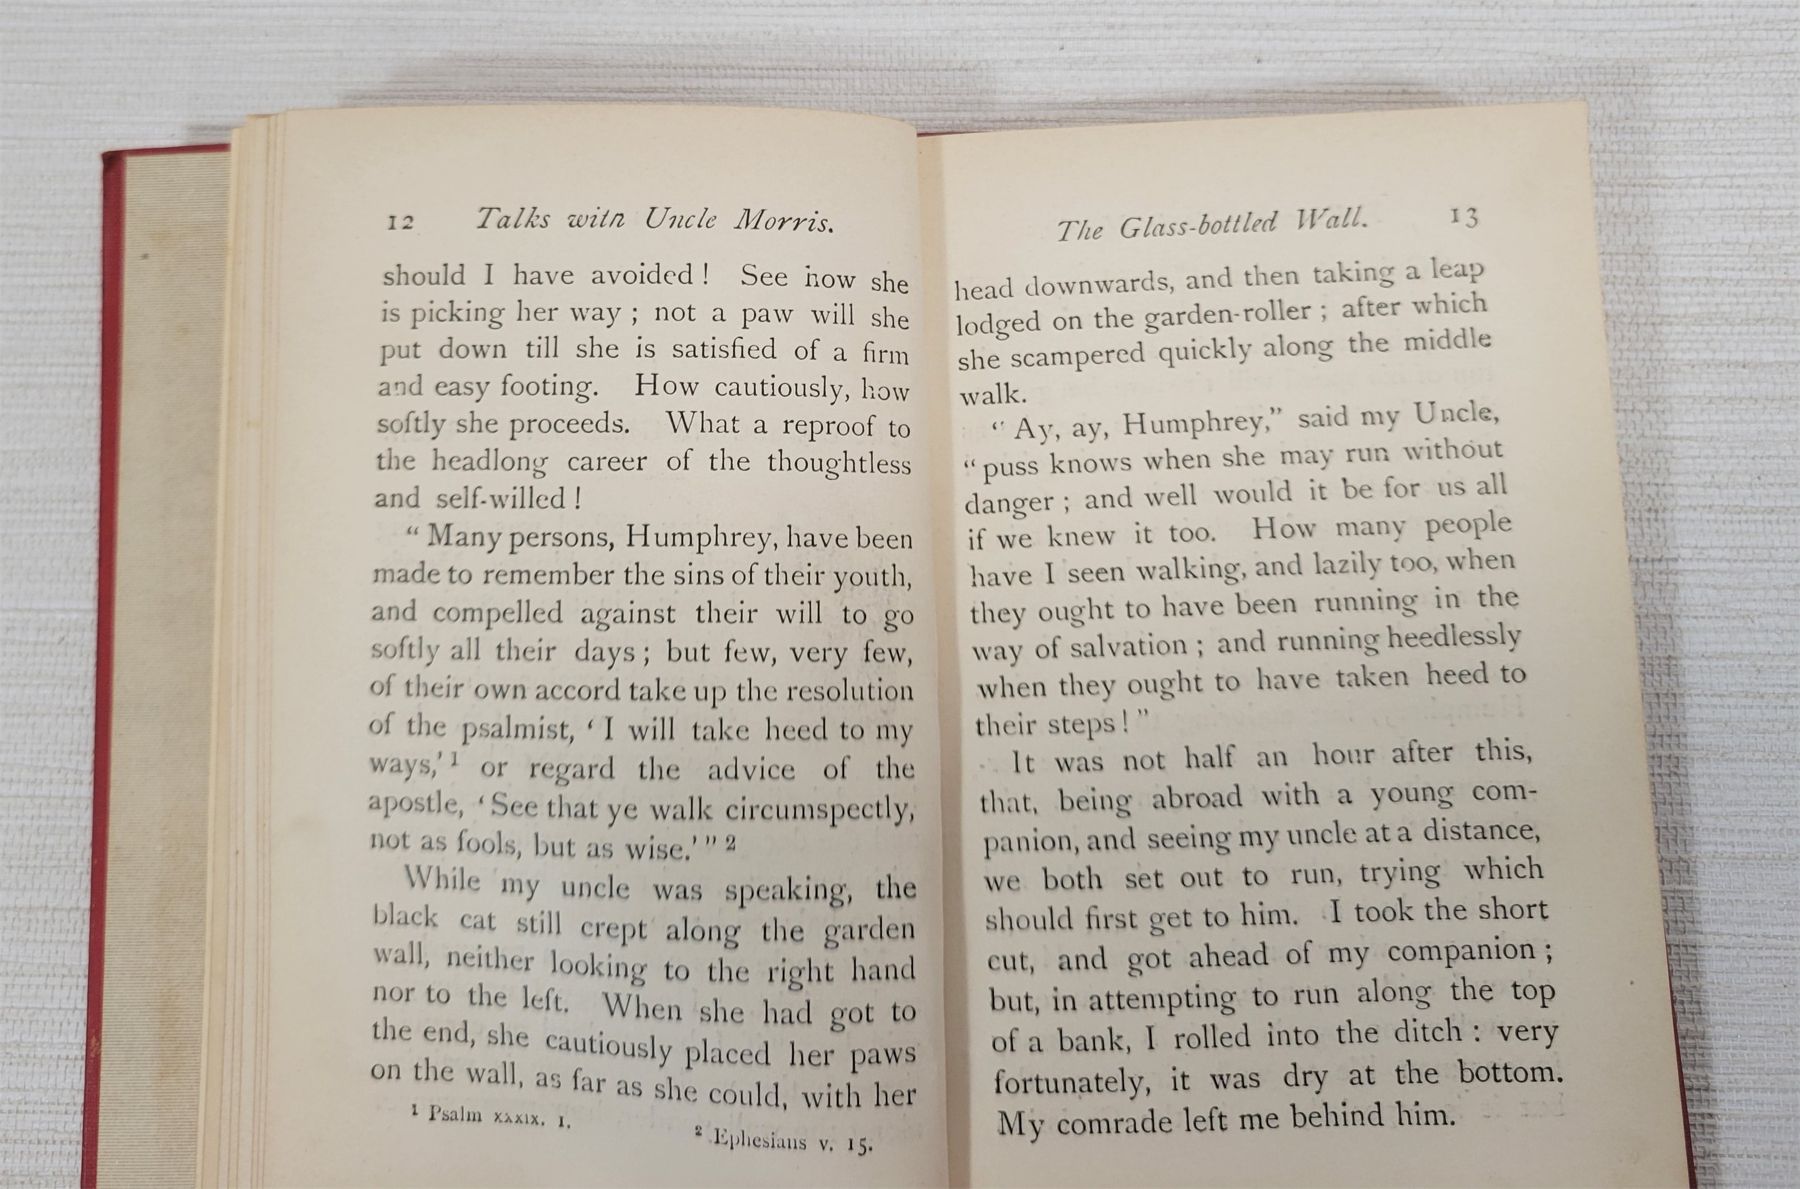 12 Talks with Uncle Morris.
should I have avoided! See how she
is picking her way; not a paw will she
put down till she is satisfied of a firm
and easy footing. How cautiously, how
softly she proceeds. What a reproof to
the headlong career of the thoughtless
and self-willed!
“Many persons, Humphrey, have been
made to remember the sins of their youth,
and compelled against their will to go
softly all their days; but few, very few,
of their own accord take up the resolution
of the psalmist, ‘I will take heed to my
ways,’1 or regard the advice of the
apostle, ‘See that ye walk circumspectly,
not as fools, but as wise.’”2
While my uncle was speaking, the
black cat still crept along the garden
wall, neither looking to the right hand
nor to the left. When she had got to
the end, she cautiously placed her paws
on the wall, as far as she could, with her
1 Psalm xxxix. 1.
2 Ephesians v. 15.
The Glass-bottled Wall. 13
head downwards, and then taking a leap
lodged on the garden-roller; after which
she scampered quickly along the middle
walk.
“Ay, ay, Humphrey,” said my Uncle,
“puss knows when she may run without
danger; and well would it be for us all
if we knew it too. How many people
have I seen walking, and lazily too, when
they ought to have been running in the
way of salvation; and running heedlessly
when they ought to have taken heed to
their steps!”
It was not half an hour after this,
that, being abroad with a young com-
panion, and seeing my uncle at a distance,
we both set out to run, trying which
should first get to him. I took the short
cut, and got ahead of my companion;
but, in attempting to run along the top
of a bank, I rolled into the ditch: very
fortunately, it was dry at the bottom.
My comrade left me behind him.